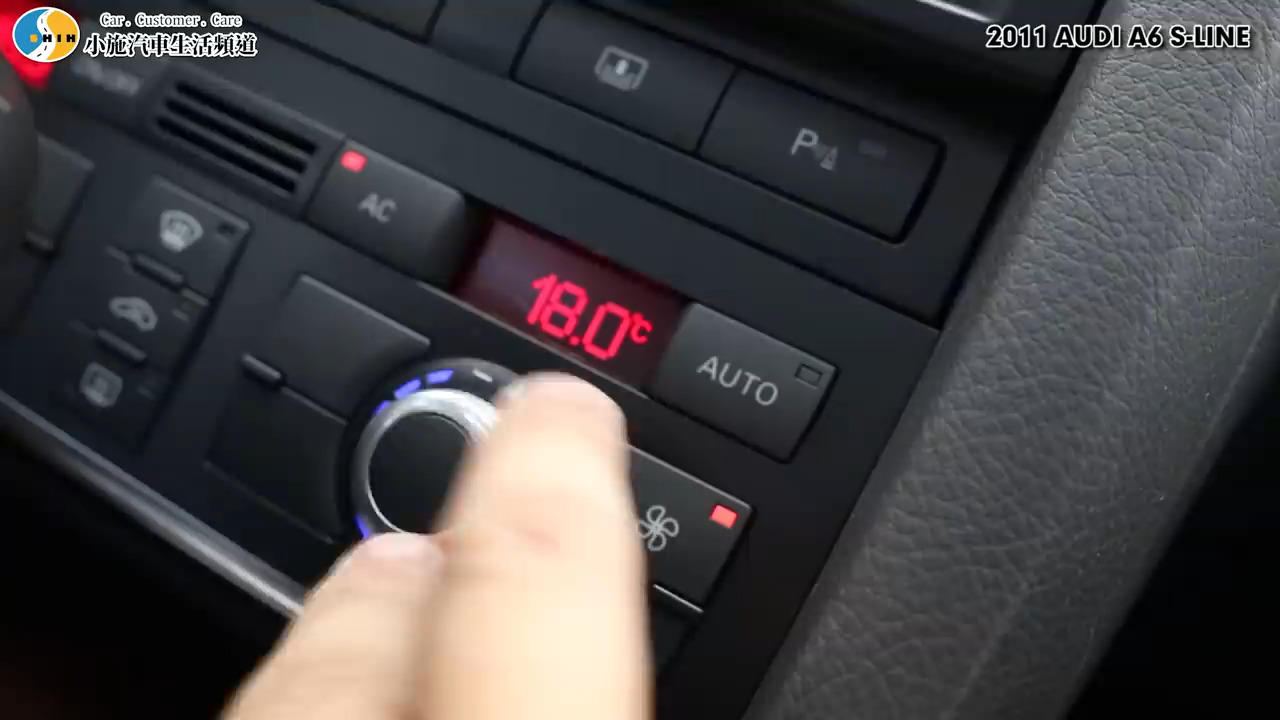 Car. Customer. Care
SHIH
小施汽車生活頻道
2011 AUDI A6 S-LINE
P
AC
18.0°C
AUTO